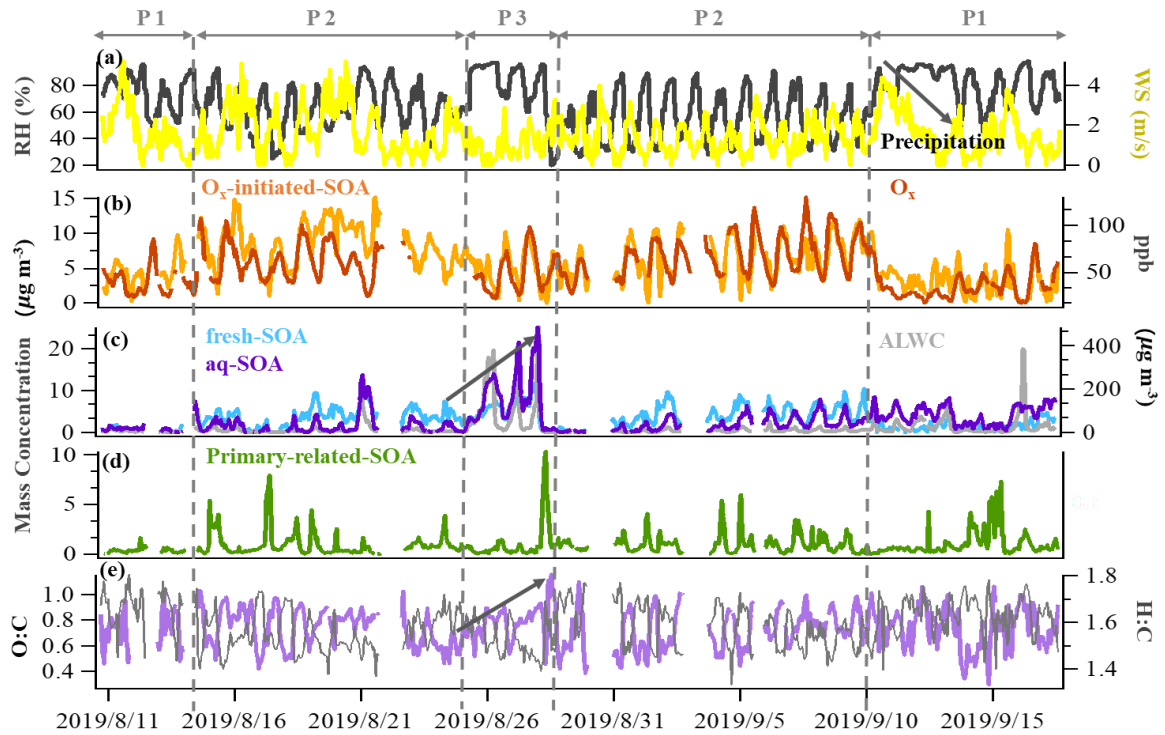 P 1 P 2 P 3 P 2 P1
(a)
RH (%)
80
60
40
20
Precipitation
4
2
0
WS (m/s)
(b)
Oₓ-initiated-SOA
Oₓ
15
10
5
0
100
50
ppb
Mass Concentration (μg m⁻³)
(c)
fresh-SOA
aq-SOA
ALWC
20
10
0
400
200
0
(μg m⁻³)
(d)
Primary-related-SOA
10
5
0
(e)
O:C
1.0
0.8
0.6
0.4
1.8
1.6
1.4
H:C
2019/8/11 2019/8/16 2019/8/21 2019/8/26 2019/8/31 2019/9/5 2019/9/10 2019/9/15